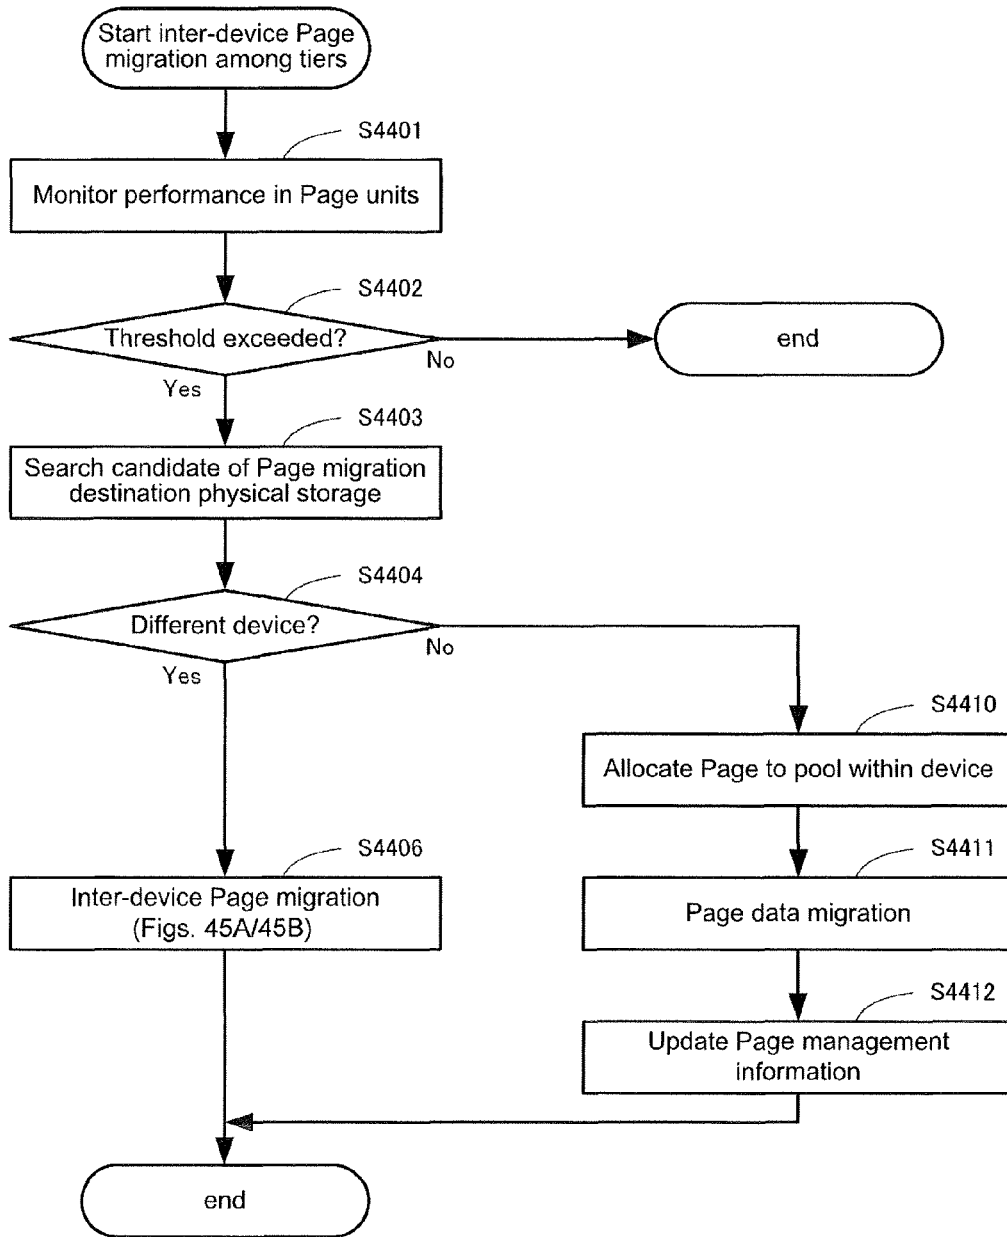 Start inter-device Page
migration among tiers
S4401
Monitor performance in Page units
S4402
Threshold exceeded?
No
end
Yes
S4403
Search candidate of Page migration
destination physical storage
S4404
Different device?
No
Yes
S4410
Allocate Page to pool within device
S4406
Inter-device Page migration
(Figs. 45A/45B)
S4411
Page data migration
S4412
Update Page management
information
end